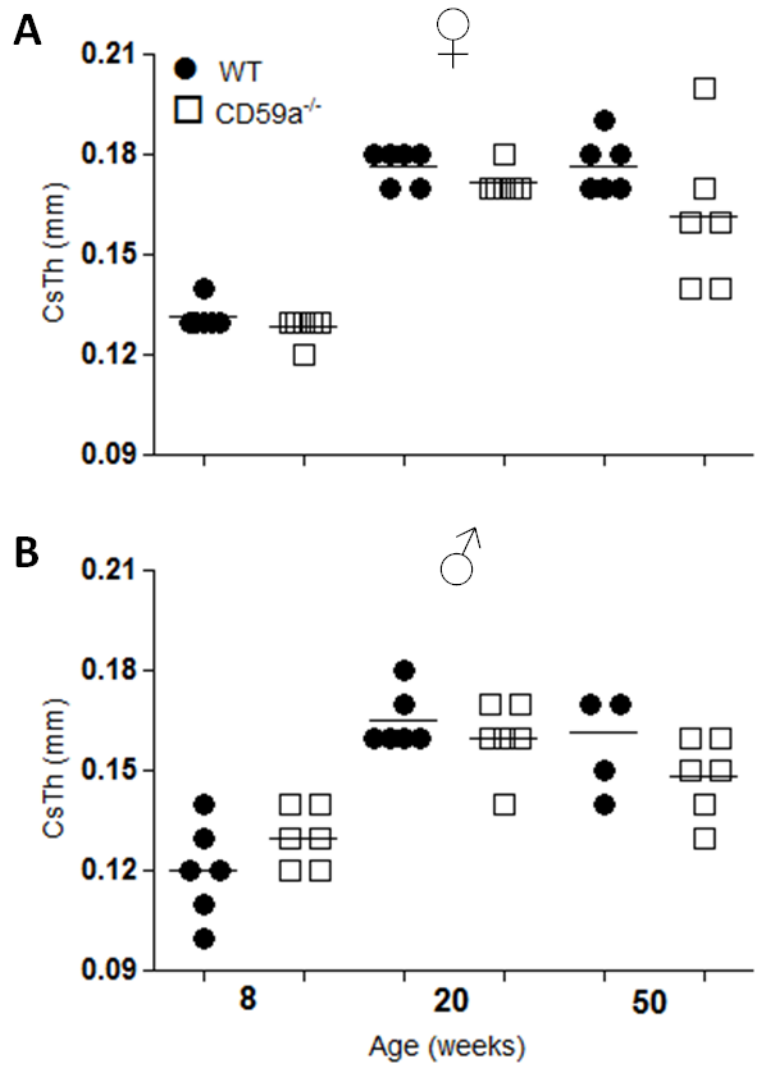 A
♀
0.21
WT
CD59a-/-
0.18
0.15
0.12
0.09
CsTh (mm)
B
♂
0.21
0.18
0.15
0.12
0.09
CsTh (mm)
8 20 50
Age (weeks)